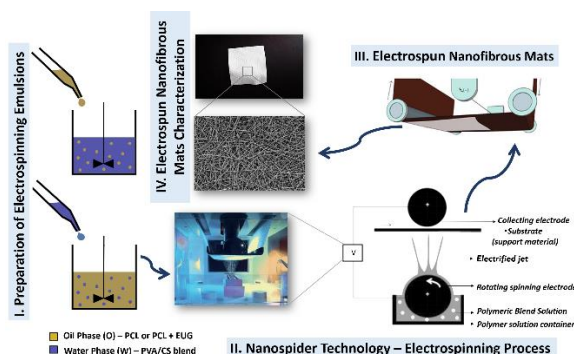 I. Preparation of Electrospinning Emulsions
Oil Phase (O) – PCL or PCL + EUG
Water Phase (W) – PVA/CS blend
IV. Electrospun Nanofibrous
Mats Characterization
III. Electrospun Nanofibrous Mats
V
Collecting electrode
•Substrate
(support material)
Electrified jet
Rotating spinning electrode
Polymeric Blend Solution
Polymer solution container
II. Nanospider Technology – Electrospinning Process